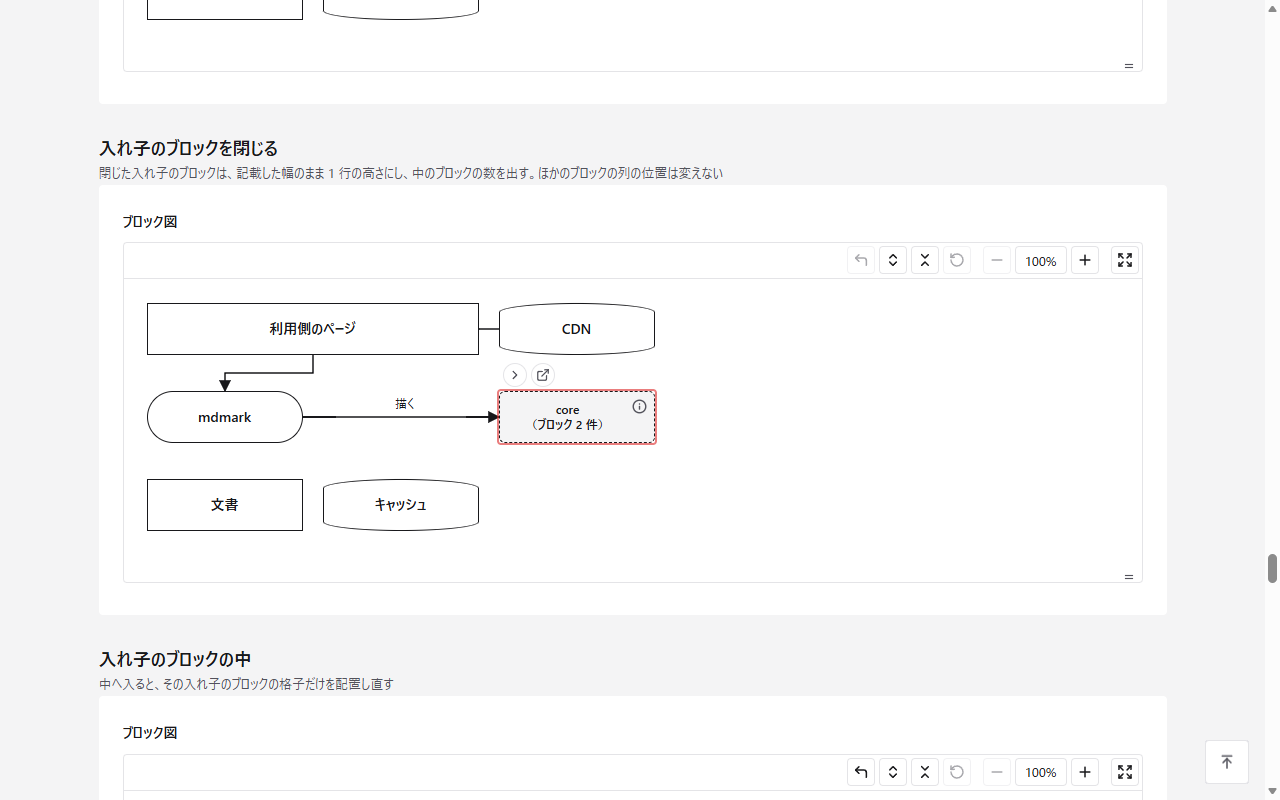 入れ子のブロックを閉じる
閉じた入れ子のブロックは、記載した幅のまま 1 行の高さにし、中のブロックの数を出す。ほかのブロックの列の位置は変えない
ブロック図
100%
利用側のページ
CDN
mdmark
描く
core
（ブロック 2 件）
文書
キャッシュ
入れ子のブロックの中
中へ入ると、その入れ子のブロックの格子だけを配置し直す
ブロック図
100%